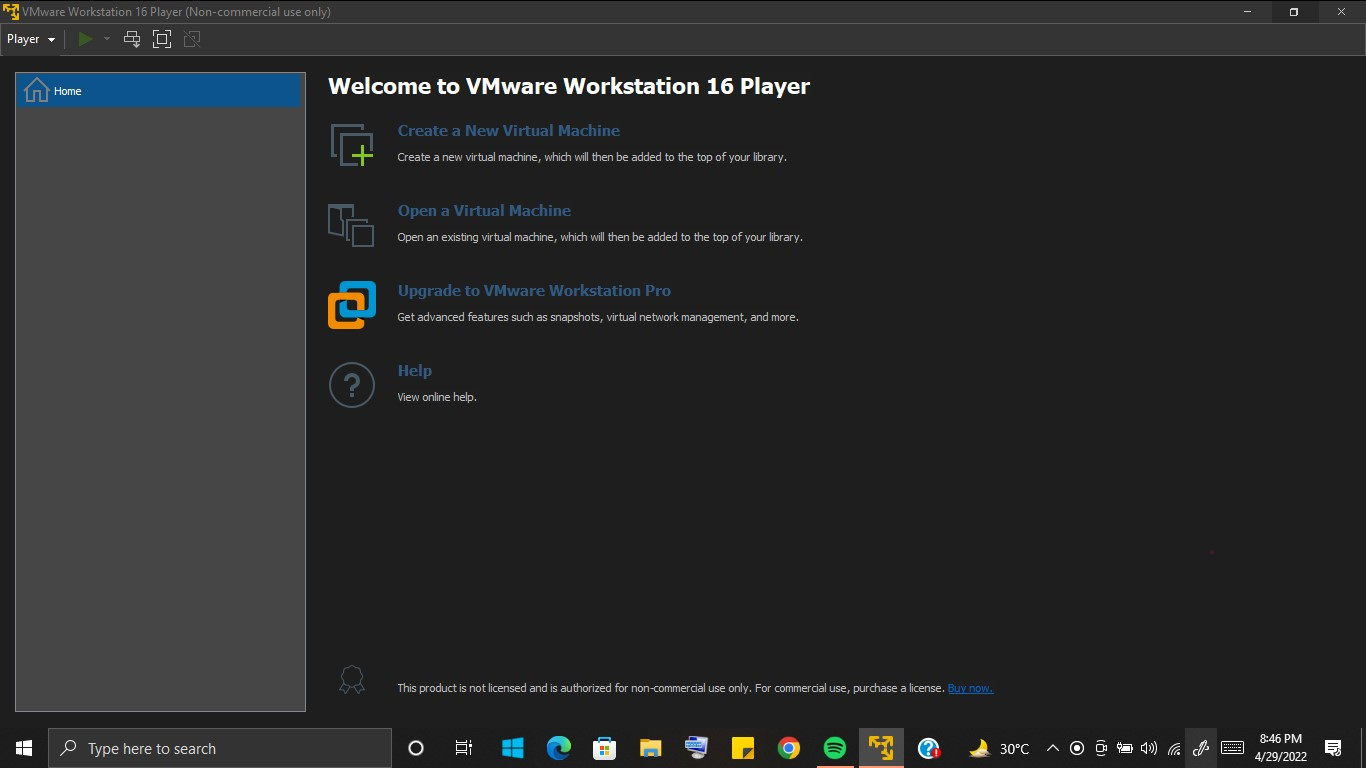 VMware Workstation 16 Player (Non-commercial use only)
Player
Home
Welcome to VMware Workstation 16 Player
Create a New Virtual Machine
Create a new virtual machine, which will then be added to the top of your library.
Open a Virtual Machine
Open an existing virtual machine, which will then be added to the top of your library.
Upgrade to VMware Workstation Pro
Get advanced features such as snapshots, virtual network management, and more.
Help
View online help.
This product is not licensed and is authorized for non-commercial use only. For commercial use, purchase a license. Buy now.
Type here to search
30°C
8:46 PM
4/29/2022